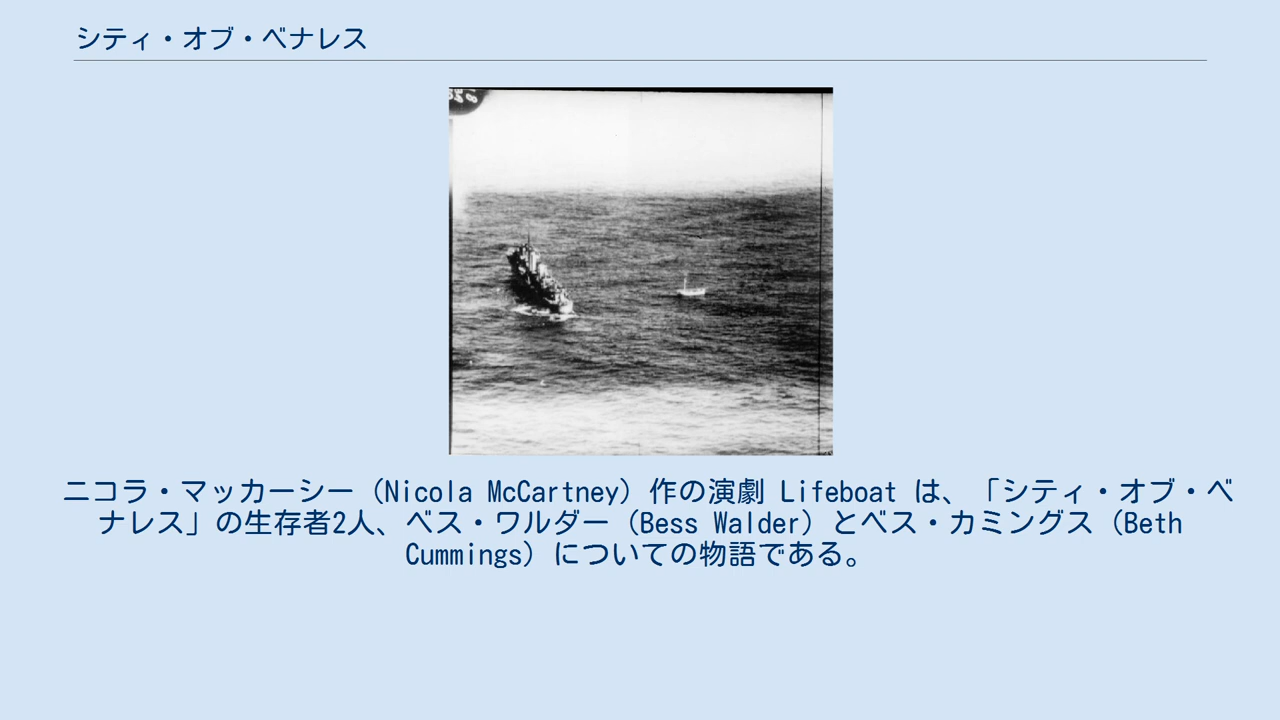 シティ・オブ・ベナレス
ニコラ・マッカーシー（Nicola McCartney）作の演劇 Lifeboat は、「シティ・オブ・ベ
ナレス」の生存者2人、ベス・ワルダー（Bess Walder）とベス・カミングス（Beth
Cummings）についての物語である。